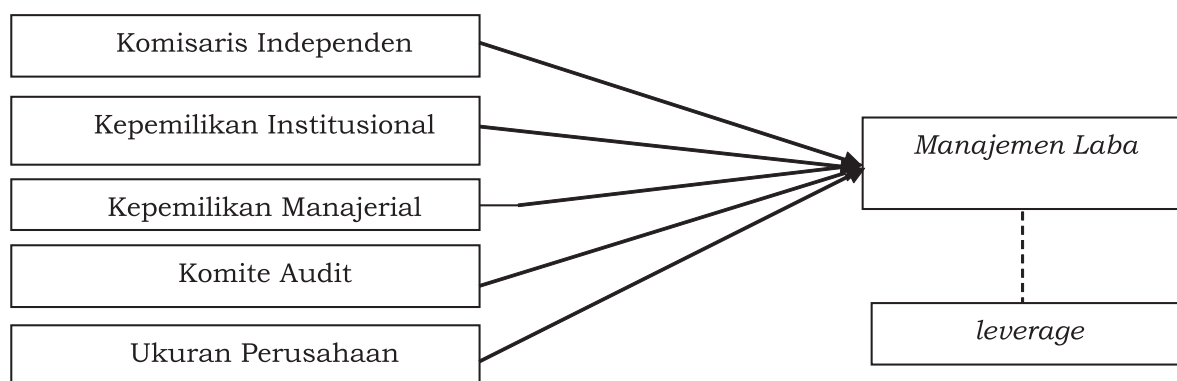 Komisaris Independen
Kepemilikan Institusional
Kepemilikan Manajerial
Komite Audit
Ukuran Perusahaan
Manajemen Laba
leverage